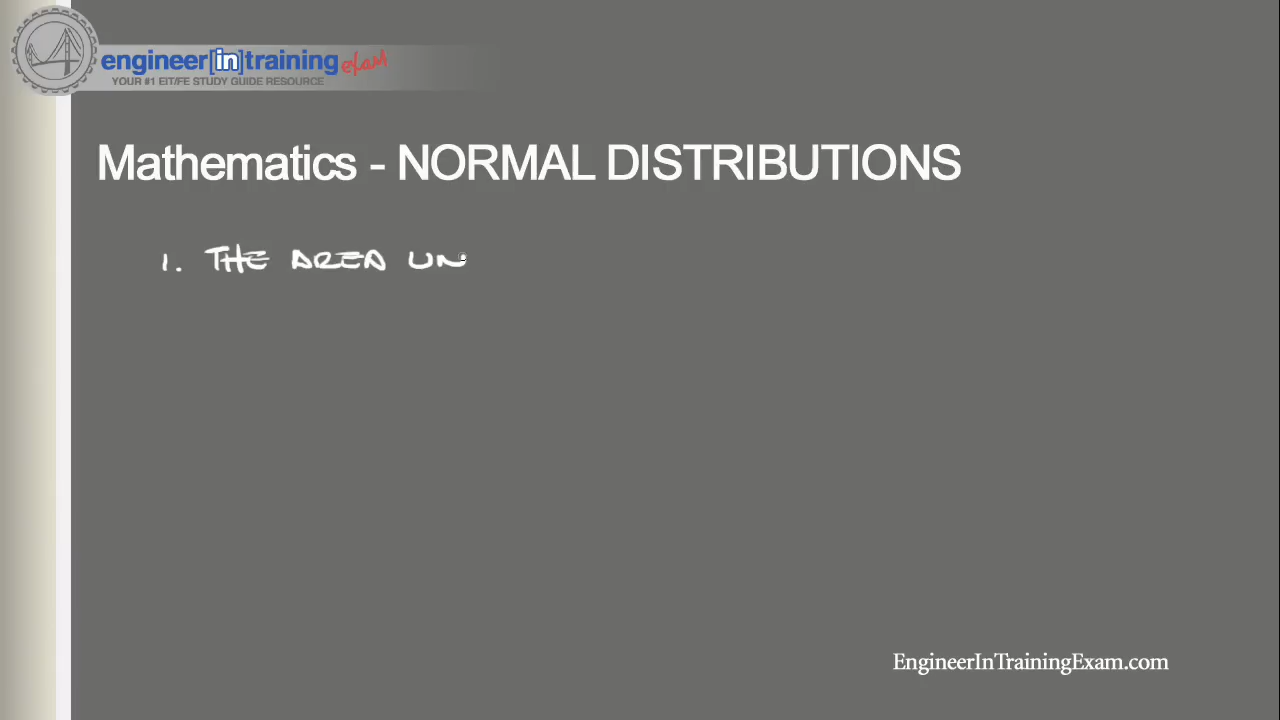 engineer[in]training exam
YOUR #1 EIT/FE STUDY GUIDE RESOURCE
Mathematics - NORMAL DISTRIBUTIONS
1. THE AREA UN
EngineerInTrainingExam.com